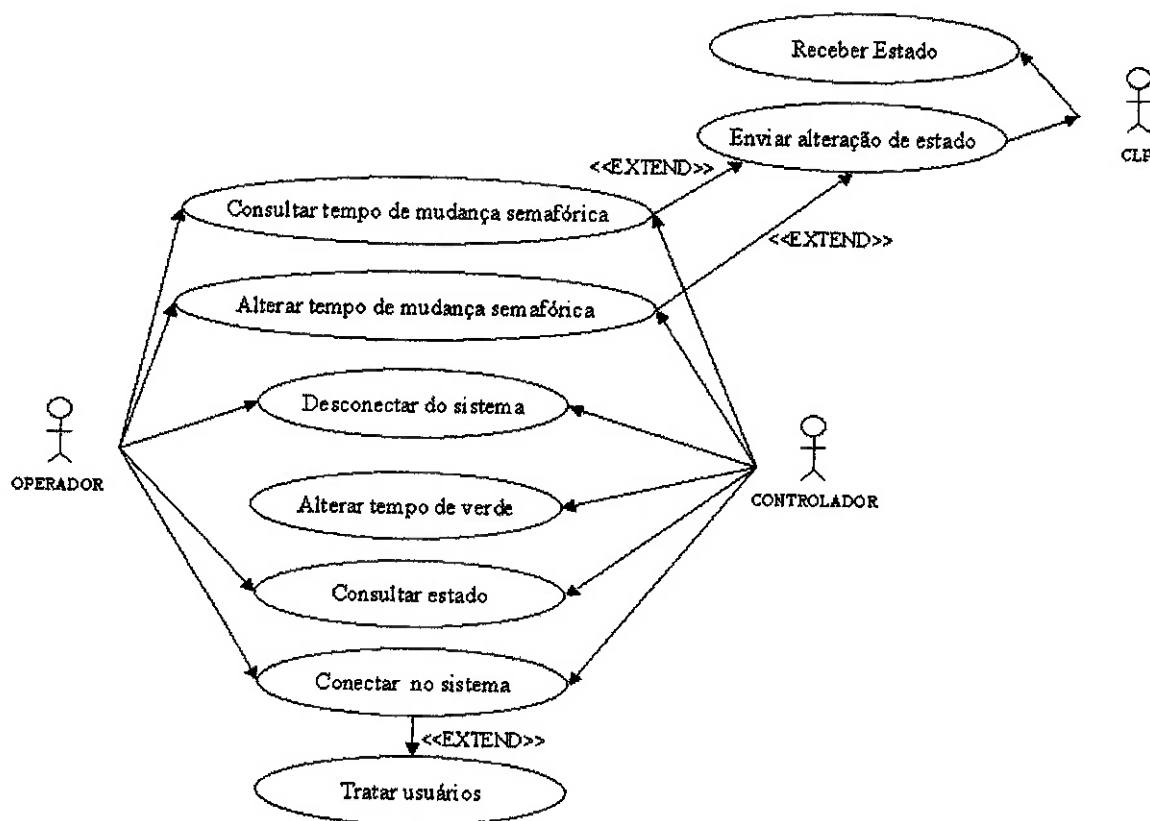 Receber Estado
Enviar alteração de estado
CLP
<<EXTEND>>
Consultar tempo de mudança semafórica
<<EXTEND>>
Alterar tempo de mudança semafórica
Desconectar do sistema
OPERADOR
CONTROLADOR
Alterar tempo de verde
Consultar estado
Conectar no sistema
<<EXTEND>>
Tratar usuários